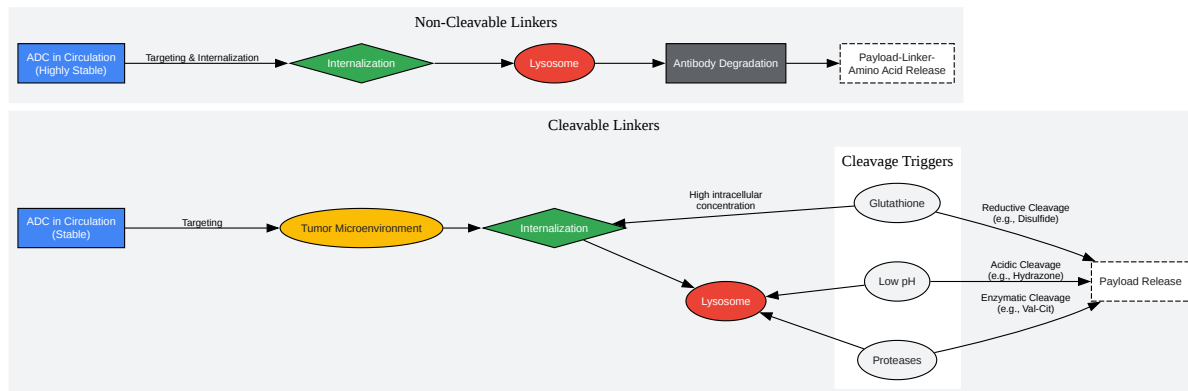 Non-Cleavable Linkers
ADC in Circulation
(Highly Stable)
Targeting & Internalization
Internalization
Lysosome
Antibody Degradation
Payload-Linker-
Amino Acid Release
Cleavable Linkers
Cleavage Triggers
ADC in Circulation
(Stable)
Targeting
Tumor Microenvironment
Internalization
High intracellular
concentration
Glutathione
Reductive Cleavage
(e.g., Disulfide)
Lysosome
Low pH
Acidic Cleavage
(e.g., Hydrazone)
Payload Release
Enzymatic Cleavage
(e.g., Val-Cit)
Proteases